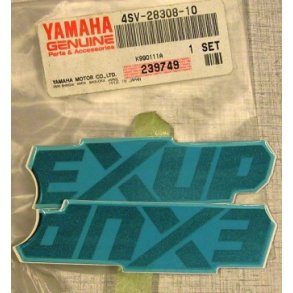 YAMAHA
GENUINE
Parts & Accessories
4SV-28308-10
1 SET
K990111A
239749
YAMAHA MOTOR CO., LTD.
EXUP
EXUP